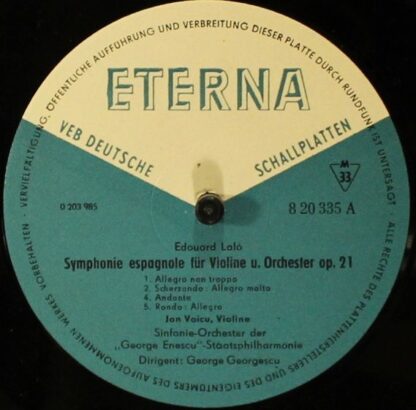 VERVIELFÄLTIGUNG, ÖFFENTLICHE AUFFÜHRUNG UND VERBREITUNG DIESER PLATTE DURCH RUNDFUNK IST UNTERSAGT · ALLE RECHTE DES PLATTENHERSTELLERS UND DES EIGENTÜMERS DES AUFGENOMMENEN WERKES VORBEHALTEN ·
ETERNA
VEB DEUTSCHE SCHALLPLATTEN
M
33
0 203 985
8 20 335 A
Edouard Lalo
Symphonie espagnole für Violine u. Orchester op. 21
1. Allegro non troppo
2. Scherzando: Allegro molto
4. Andante
5. Rondo: Allegro
Jon Voicu, Violine
Sinfonie-Orchester der
„George Enescu"-Staatsphilharmonie
Dirigent: George Georgescu